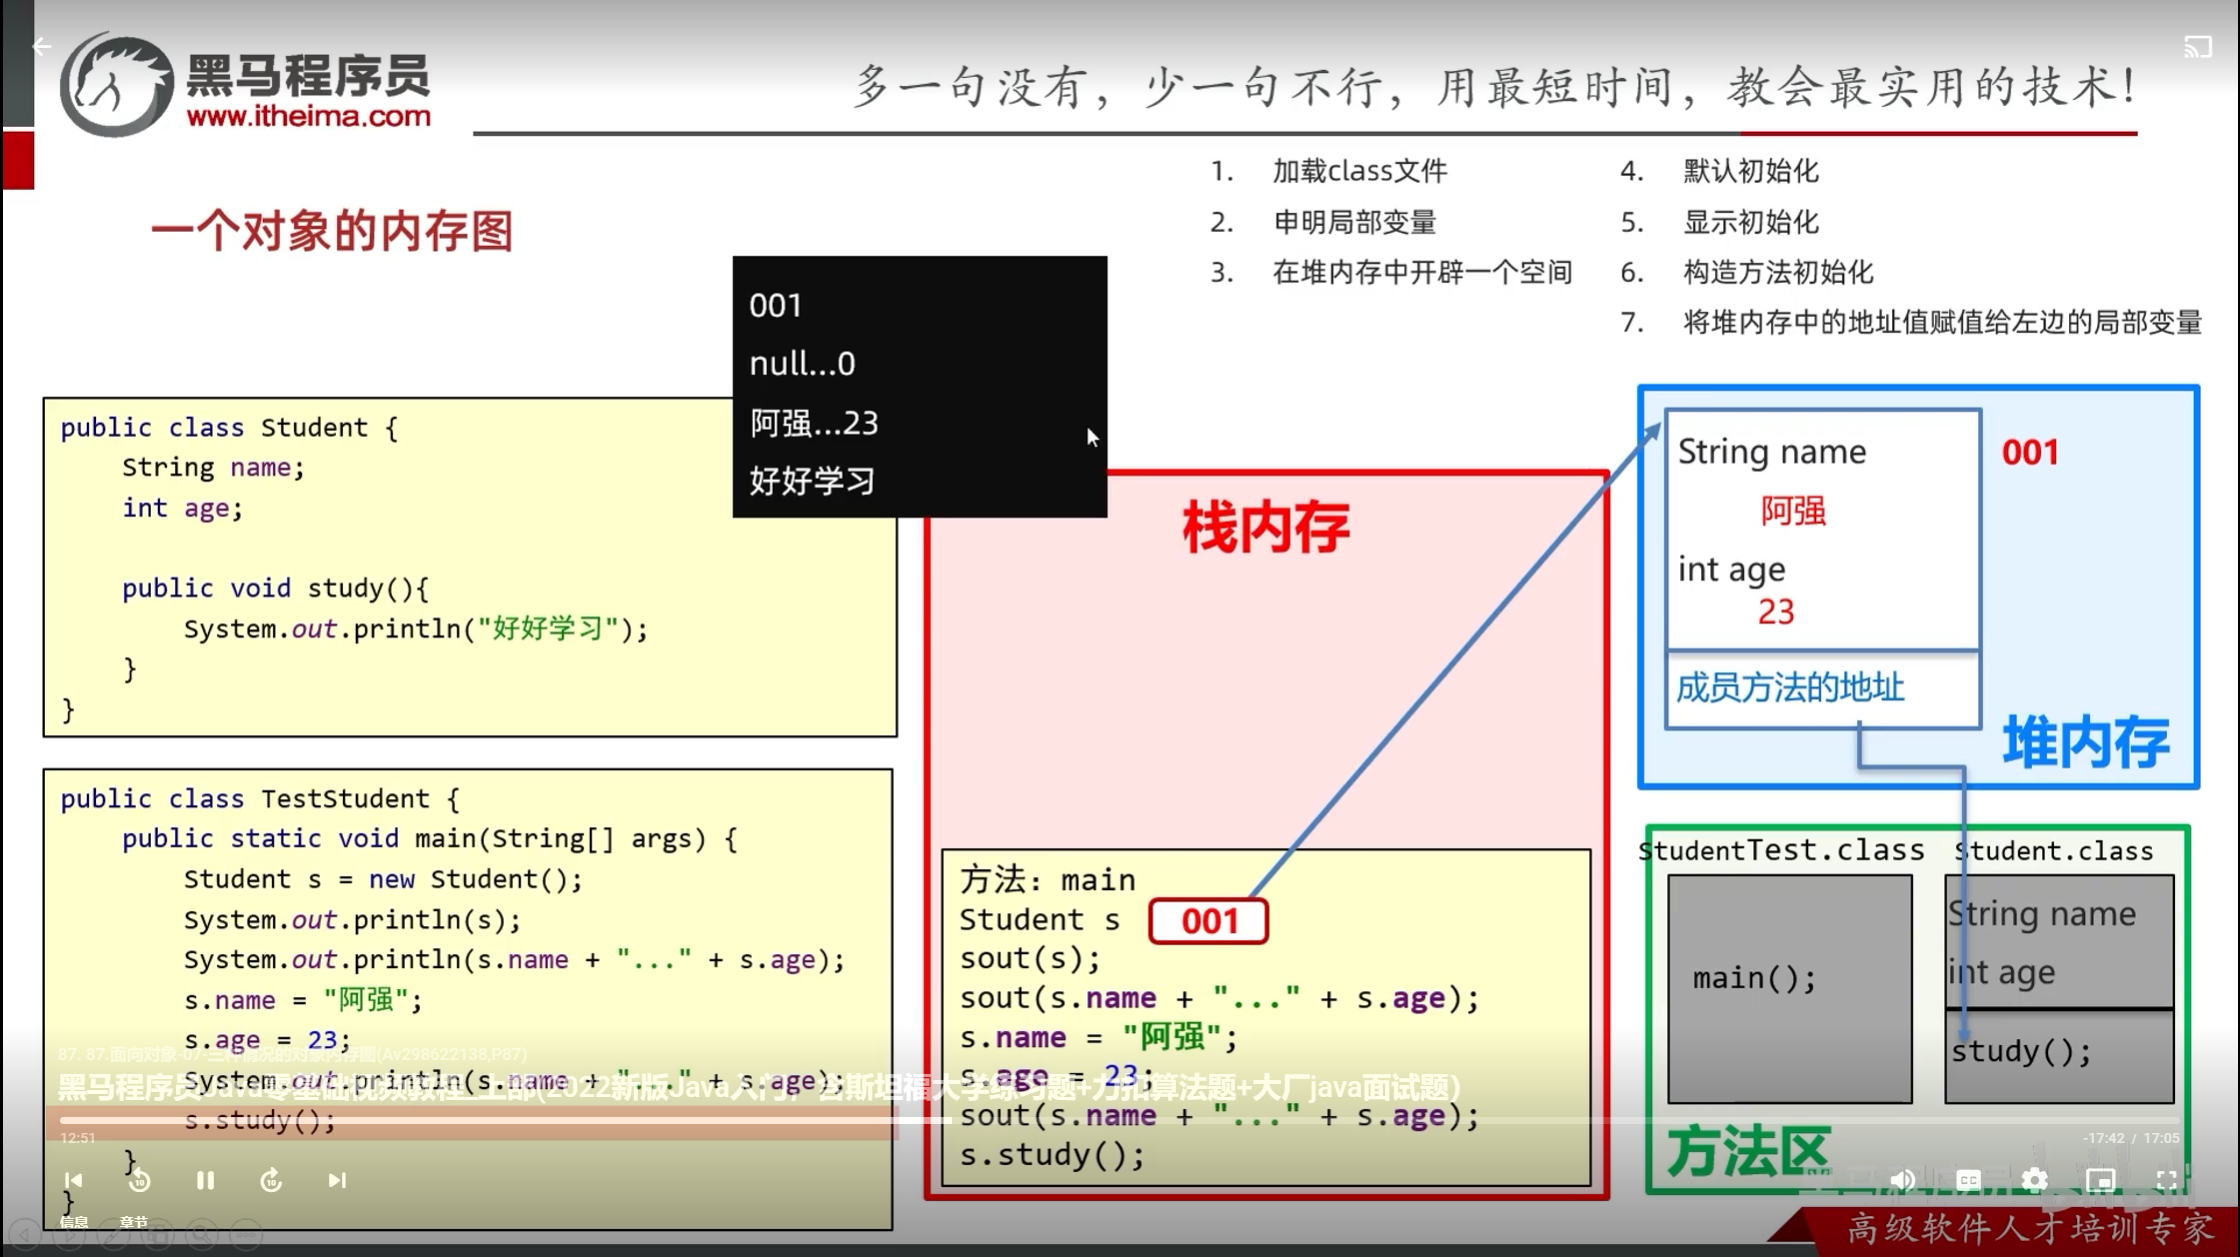 黑马程序员
www.itheima.com
多一句没有，少一句不行，用最短时间，教会最实用的技术！
一个对象的内存图
1. 加载class文件
2. 申明局部变量
3. 在堆内存中开辟一个空间
4. 默认初始化
5. 显示初始化
6. 构造方法初始化
7. 将堆内存中的地址值赋值给左边的局部变量
001
null...0
阿强...23
好好学习
public class Student {
String name;
int age;
public void study(){
System.out.println("好好学习");
}
}
public class TestStudent {
public static void main(String[] args) {
Student s = new Student();
System.out.println(s);
System.out.println(s.name + "..." + s.age);
s.name = "阿强";
s.age = 23;
System.out.println(s.name + "..." + s.age);
s.study();
}
}
栈内存
方法：main
Student s 001
sout(s);
sout(s.name + "..." + s.age);
s.name = "阿强";
s.age = 23;
sout(s.name + "..." + s.age);
s.study();
String name
阿强
int age
23
成员方法的地址
001
堆内存
StudentTest.class
main();
Student.class
String name
int age
study();
方法区
87. 87.面向对象-07-三种情况的对象内存图(Av298622138,P87)
黑马程序员Java零基础视频教程_上部(2022新版Java入门，含斯坦福大学练习题+力扣算法题+大厂java面试题)
12:51
-17:42 / 17:05
10
10
CC
信息
章节
高级软件人才培训专家